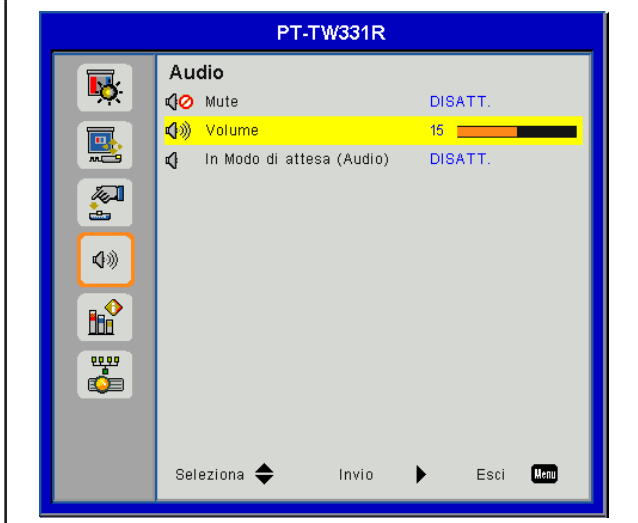 PT-TW331R
Audio
Mute DISATT.
Volume 15
In Modo di attesa (Audio) DISATT.
Seleziona Invio Esci Menu